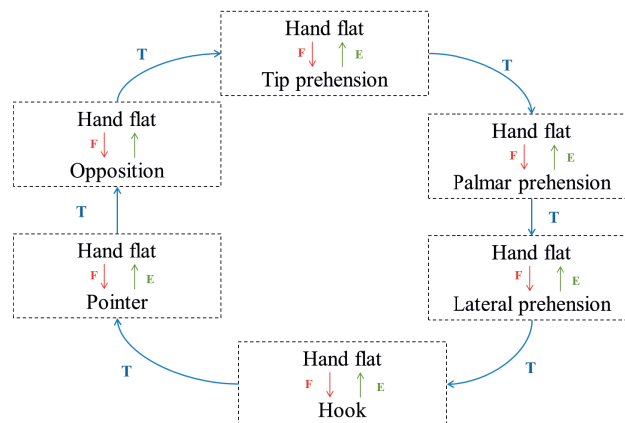 Hand flat
F E
Tip prehension
T
Hand flat
F E
Palmar prehension
T
Hand flat
F E
Lateral prehension
T
Hand flat
F E
Hook
T
Hand flat
F E
Pointer
T
Hand flat
F
Opposition
T